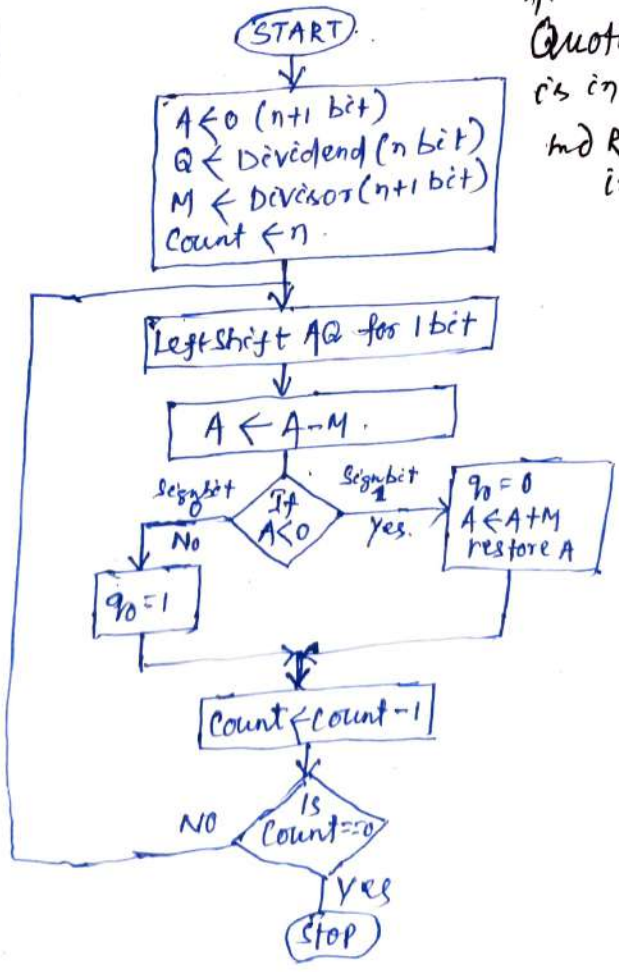 START
A ← 0 (n+1 bit)
Q ← Dividend (n bit)
M ← Divisor (n+1 bit)
Count ← n
Left Shift AQ for 1 bit
A ← A - M .
If
A<0
Sign bit
0
No
Sign bit
1
Yes.
q₀ = 0
A ← A+M
restore A
q₀ = 1
Count ← Count - 1
Is
Count==0
NO
Yes
Stop
is in